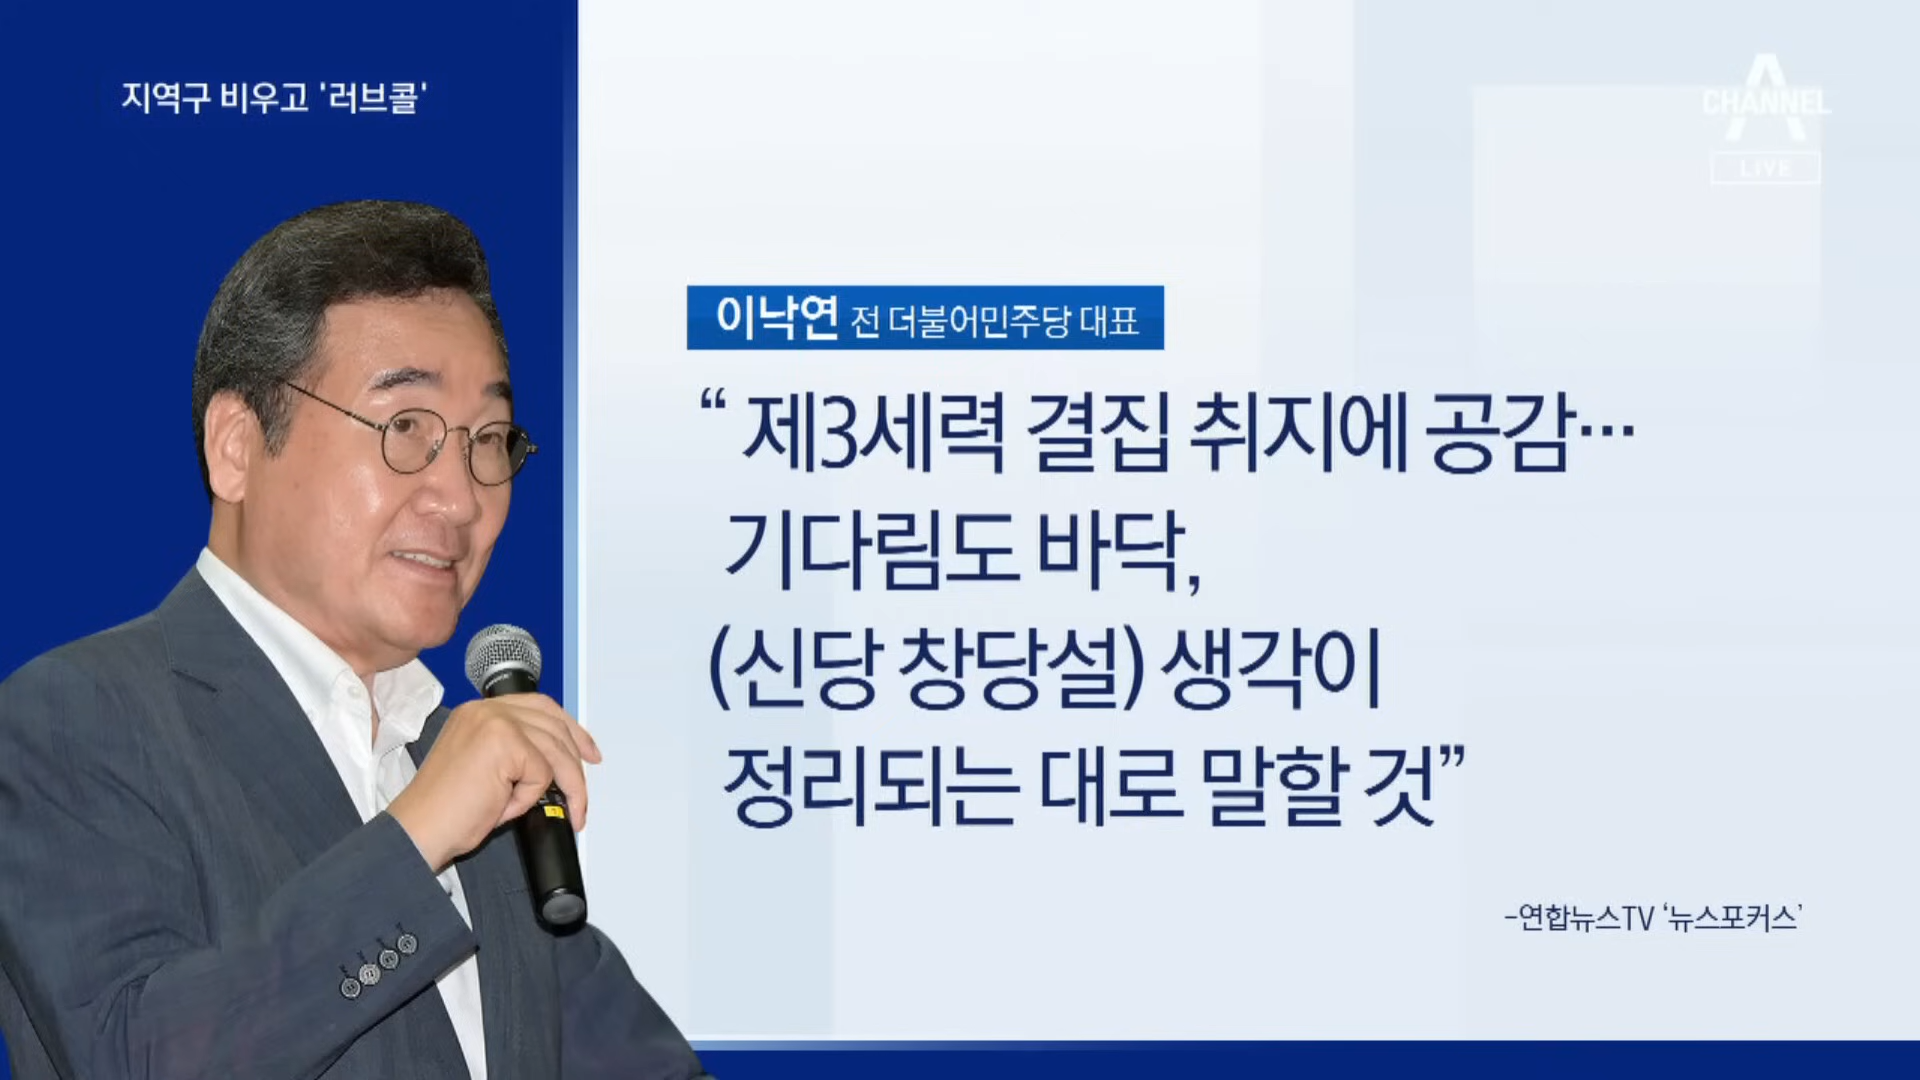 지역구 비우고 '러브콜'
CHANNEL A
LIVE
이낙연 전 더불어민주당 대표
“ 제3세력 결집 취지에 공감…
기다림도 바닥,
(신당 창당설) 생각이
정리되는 대로 말할 것”
-연합뉴스TV ‘뉴스포커스’